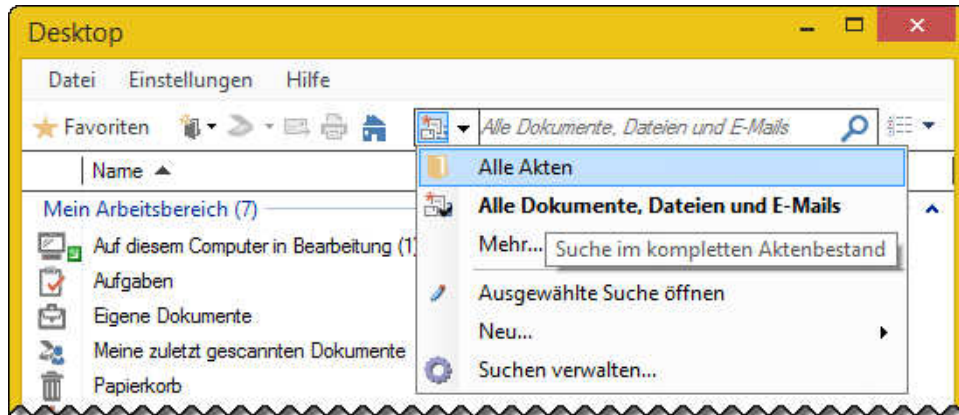 Desktop
Datei Einstellungen Hilfe
Favoriten Alle Dokumente, Dateien und E-Mails
Name
Alle Akten
Mein Arbeitsbereich (7)
Alle Dokumente, Dateien und E-Mails
Auf diesem Computer in Bearbeitung (1)
Mehr...
Suche im kompletten Aktenbestand
Aufgaben
Ausgewählte Suche öffnen
Eigene Dokumente
Neu...
Meine zuletzt gescannten Dokumente
Suchen verwalten...
Papierkorb